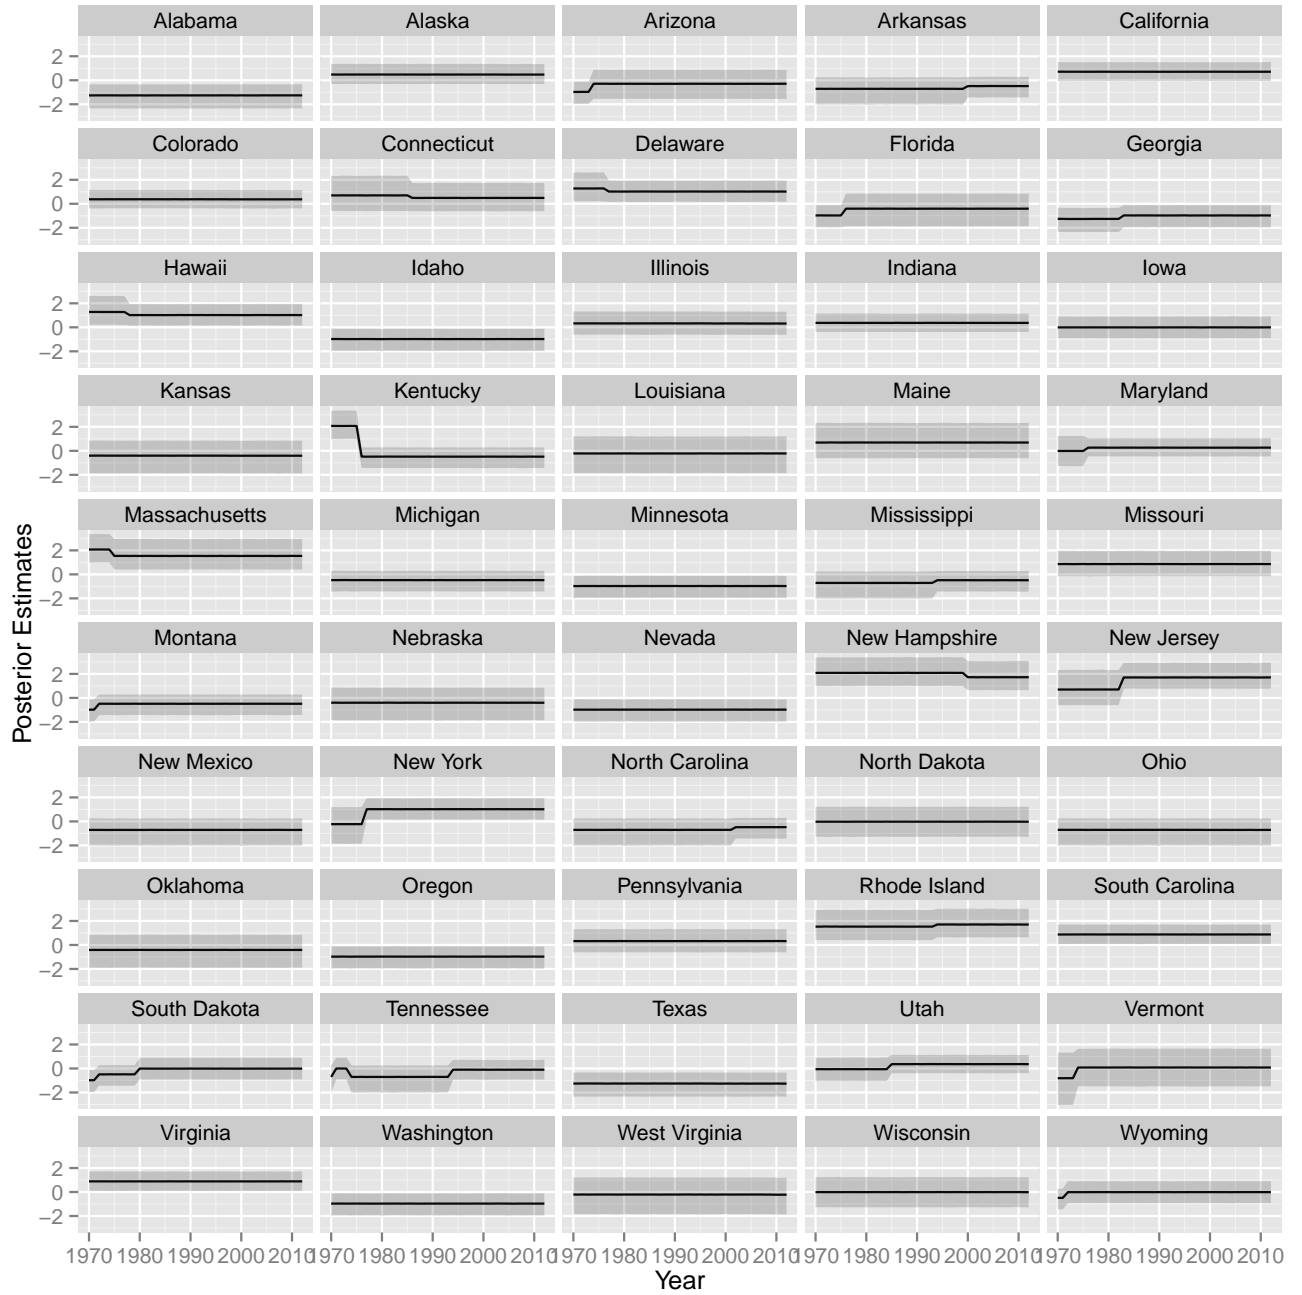 Alabama Alaska Arizona Arkansas California
2
0
−2
Colorado Connecticut Delaware Florida Georgia
2
0
−2
Hawaii Idaho Illinois Indiana Iowa
2
0
−2
Kansas Kentucky Louisiana Maine Maryland
2
0
−2
Massachusetts Michigan Minnesota Mississippi Missouri
2
0
−2
Montana Nebraska Nevada New Hampshire New Jersey
2
0
−2
New Mexico New York North Carolina North Dakota Ohio
2
0
−2
Oklahoma Oregon Pennsylvania Rhode Island South Carolina
2
0
−2
South Dakota Tennessee Texas Utah Vermont
2
0
−2
Virginia Washington West Virginia Wisconsin Wyoming
2
0
−2
1970 1980 1990 2000 2010 1970 1980 1990 2000 2010 1970 1980 1990 2000 2010 1970 1980 1990 2000 2010 1970 1980 1990 2000 2010
Year
Posterior Estimates